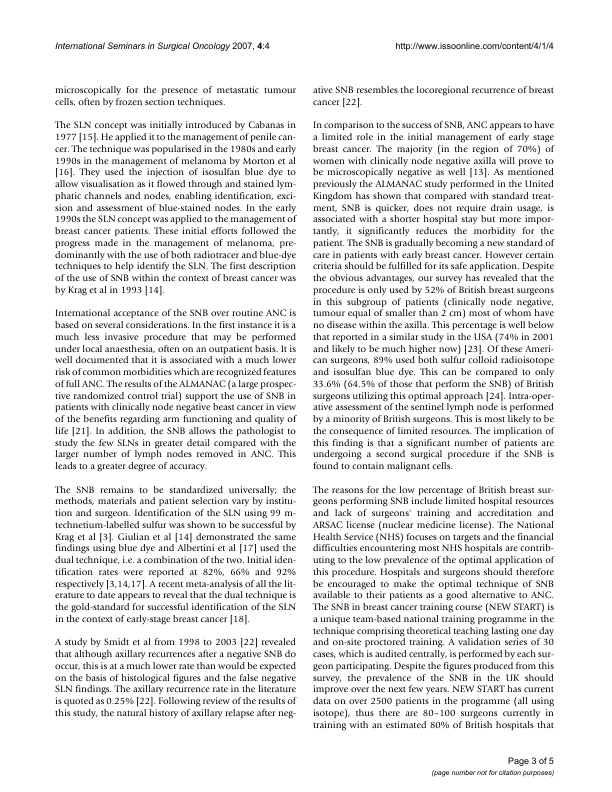 International Seminars in Surgical Oncology 2007, 4:4
http://www.issoonline.com/content/4/1/4
microscopically for the presence of metastatic tumour
cells, often by frozen section techniques.
The SLN concept was initially introduced by Cabanas in
1977 [15]. He applied it to the management of penile can-
cer. The technique was popularised in the 1980s and early
1990s in the management of melanoma by Morton et al
[16]. They used the injection of isosulfan blue dye to
allow visualisation as it flowed through and stained lym-
phatic channels and nodes, enabling identification, exci-
sion and assessment of blue-stained nodes. In the early
1990s the SLN concept was applied to the management of
breast cancer patients. These initial efforts followed the
progress made in the management of melanoma, pre-
dominantly with the use of both radiotracer and blue-dye
techniques to help identify the SLN. The first description
of the use of SNB within the context of breast cancer was
by Krag et al in 1993 [14].
International acceptance of the SNB over routine ANC is
based on several considerations. In the first instance it is a
much less invasive procedure that may be performed
under local anaesthesia, often on an outpatient basis. It is
well documented that it is associated with a much lower
risk of common morbidities which are recognized features
of full ANC. The results of the ALMANAC (a large prospec-
tive randomized control trial) support the use of SNB in
patients with clinically node negative beast cancer in view
of the benefits regarding arm functioning and quality of
life [21]. In addition, the SNB allows the pathologist to
study the few SLNs in greater detail compared with the
larger number of lymph nodes removed in ANC. This
leads to a greater degree of accuracy.
The SNB remains to be standardized universally; the
methods, materials and patient selection vary by institu-
tion and surgeon. Identification of the SLN using 99 m-
technetium-labelled sulfur was shown to be successful by
Krag et al [3]. Giulian et al [14] demonstrated the same
findings using blue dye and Albertini et al [17] used the
dual technique, i.e. a combination of the two. Initial iden-
tification rates were reported at 82%, 66% and 92%
respectively [3,14,17]. A recent meta-analysis of all the lit-
erature to date appears to reveal that the dual technique is
the gold-standard for successful identification of the SLN
in the context of early-stage breast cancer [18].
A study by Smidt et al from 1998 to 2003 [22] revealed
that although axillary recurrences after a negative SNB do
occur, this is at a much lower rate than would be expected
on the basis of histological figures and the false negative
SLN findings. The axillary recurrence rate in the literature
is quoted as 0.25% [22]. Following review of the results of
this study, the natural history of axillary relapse after neg-
ative SNB resembles the locoregional recurrence of breast
cancer [22].
In comparison to the success of SNB, ANC appears to have
a limited role in the initial management of early stage
breast cancer. The majority (in the region of 70%) of
women with clinically node negative axilla will prove to
be microscopically negative as well [13]. As mentioned
previously the ALMANAC study performed in the United
Kingdom has shown that compared with standard treat-
ment, SNB is quicker, does not require drain usage, is
associated with a shorter hospital stay but more impor-
tantly, it significantly reduces the morbidity for the
patient. The SNB is gradually becoming a new standard of
care in patients with early breast cancer. However certain
criteria should be fulfilled for its safe application. Despite
the obvious advantages, our survey has revealed that the
procedure is only used by 52% of British breast surgeons
in this subgroup of patients (clinically node negative,
tumour equal of smaller than 2 cm) most of whom have
no disease within the axilla. This percentage is well below
that reported in a similar study in the USA (74% in 2001
and likely to be much higher now) [23]. Of these Ameri-
can surgeons, 89% used both sulfur colloid radioisotope
and isosulfan blue dye. This can be compared to only
33.6% (64.5% of those that perform the SNB) of British
surgeons utilizing this optimal approach [24]. Intra-oper-
ative assessment of the sentinel lymph node is performed
by a minority of British surgeons. This is most likely to be
the consequence of limited resources. The implication of
this finding is that a significant number of patients are
undergoing a second surgical procedure if the SNB is
found to contain malignant cells.
The reasons for the low percentage of British breast sur-
geons performing SNB include limited hospital resources
and lack of surgeons' training and accreditation and
ARSAC license (nuclear medicine license). The National
Health Service (NHS) focuses on targets and the financial
difficulties encountering most NHS hospitals are contrib-
uting to the low prevalence of the optimal application of
this procedure. Hospitals and surgeons should therefore
be encouraged to make the optimal technique of SNB
available to their patients as a good alternative to ANC.
The SNB in breast cancer training course (NEW START) is
a unique team-based national training programme in the
technique comprising theoretical teaching lasting one day
and on-site proctored training. A validation series of 30
cases, which is audited centrally, is performed by each sur-
geon participating. Despite the figures produced from this
survey, the prevalence of the SNB in the UK should
improve over the next few years. NEW START has current
data on over 2500 patients in the programme (all using
isotope), thus there are 80–100 surgeons currently in
training with an estimated 80% of British hospitals that
Page 3 of 5
(page number not for citation purposes)